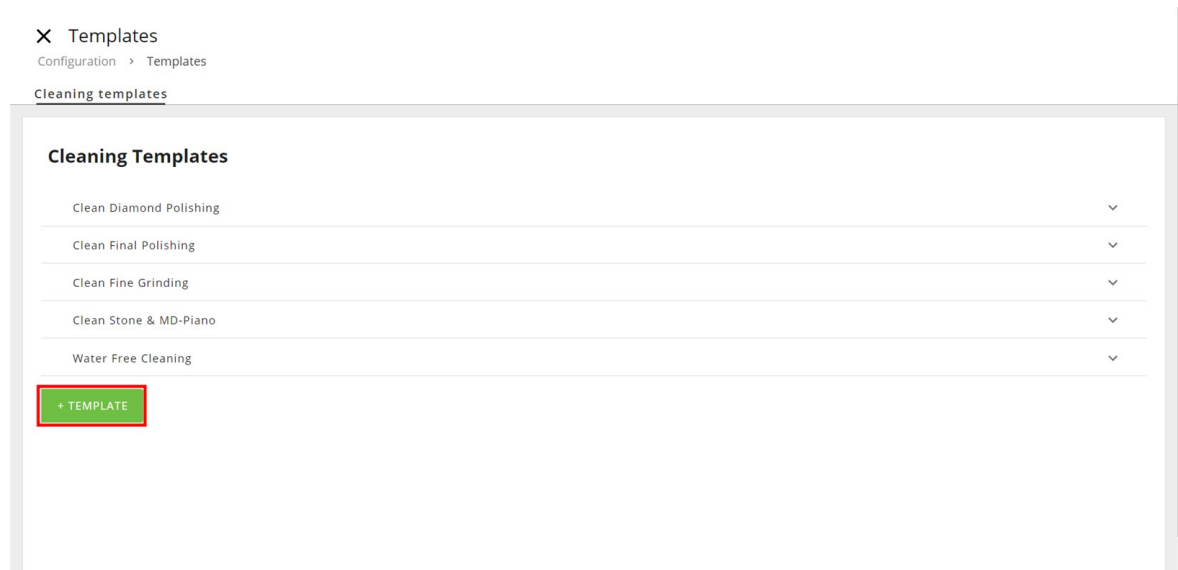 Templates
Configuration > Templates
Cleaning templates
Cleaning Templates
Clean Diamond Polishing
Clean Final Polishing
Clean Fine Grinding
Clean Stone & MD-Piano
Water Free Cleaning
+ TEMPLATE